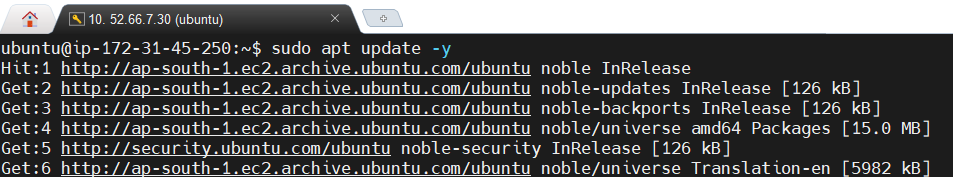 10. 52.66.7.30 (ubuntu)
ubuntu@ip-172-31-45-250:~$ sudo apt update -y
Hit:1 http://ap-south-1.ec2.archive.ubuntu.com/ubuntu noble InRelease
Get:2 http://ap-south-1.ec2.archive.ubuntu.com/ubuntu noble-updates InRelease [126 kB]
Get:3 http://ap-south-1.ec2.archive.ubuntu.com/ubuntu noble-backports InRelease [126 kB]
Get:4 http://ap-south-1.ec2.archive.ubuntu.com/ubuntu noble/universe amd64 Packages [15.0 MB]
Get:5 http://security.ubuntu.com/ubuntu noble-security InRelease [126 kB]
Get:6 http://ap-south-1.ec2.archive.ubuntu.com/ubuntu noble/universe Translation-en [5982 kB]